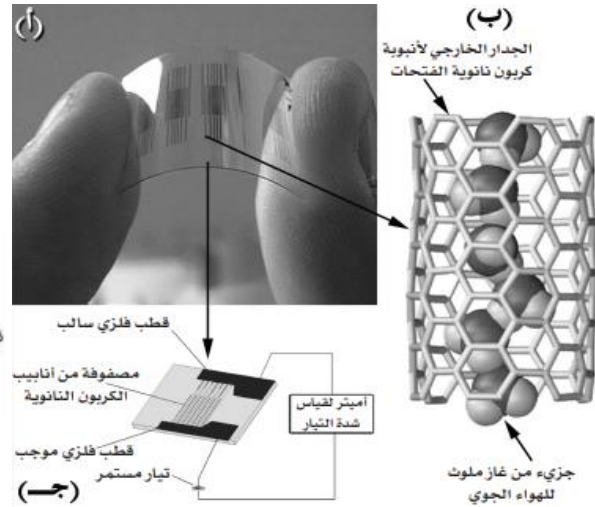 (أ)
(ب)
الجدار الخارجي لأنبوبة
كربون نانوية الفتحات
قطب فلزي سالب
مصفوفة من أنابيب
الكربون النانوية
قطب فلزي موجب
تيار مستمر
(جـ)
أميتر لقياس
شدة التيار
جزيء من غاز ملوث
للهواء الجوي